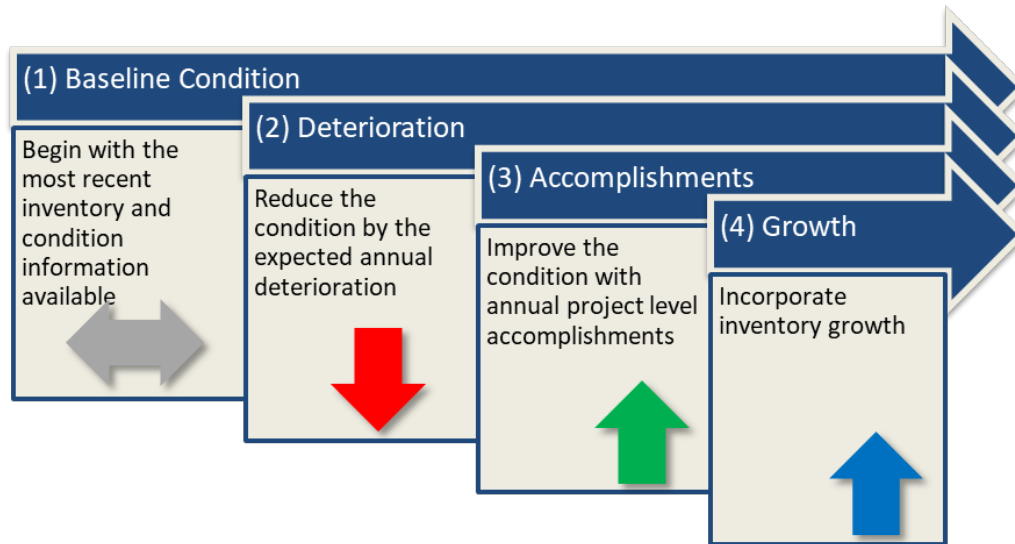 (1) Baseline Condition
Begin with the
most recent
inventory and
condition
information
available
(2) Deterioration
Reduce the
condition by the
expected annual
deterioration
(3) Accomplishments
Improve the
condition with
annual project level
accomplishments
(4) Growth
Incorporate
inventory growth